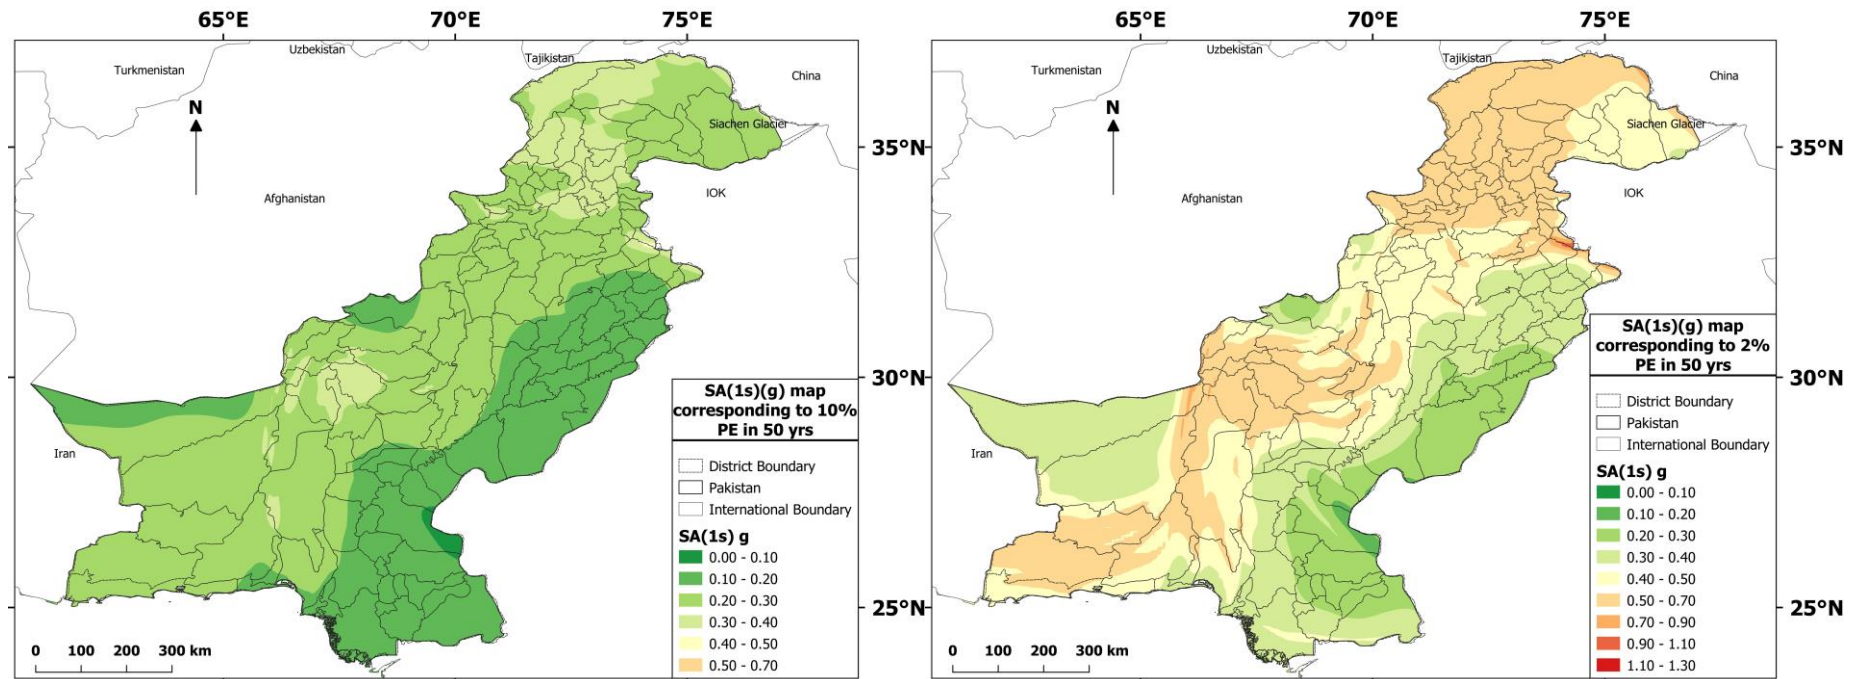 65°E 70°E 75°E
Uzbekistan
Tajikistan
Turkmenistan
China
N
Siachen Glacier
35°N
IOK
Afghanistan
30°N
SA(1s)(g) map
corresponding to 10%
PE in 50 yrs
District Boundary
Iran
Pakistan
International Boundary
SA(1s) g
0.00 - 0.10
0.10 - 0.20
0.20 - 0.30
25°N
0.30 - 0.40
0.40 - 0.50
0 100 200 300 km
0.50 - 0.70
65°E 70°E 75°E
Uzbekistan
Tajikistan
Turkmenistan
China
N
Siachen Glacier
35°N
IOK
Afghanistan
SA(1s)(g) map
corresponding to 2%
PE in 50 yrs
30°N
District Boundary
Pakistan
International Boundary
Iran
SA(1s) g
0.00 - 0.10
0.10 - 0.20
0.20 - 0.30
0.30 - 0.40
0.40 - 0.50
0.50 - 0.70
25°N
0.70 - 0.90
0.90 - 1.10
0 100 200 300 km
1.10 - 1.30